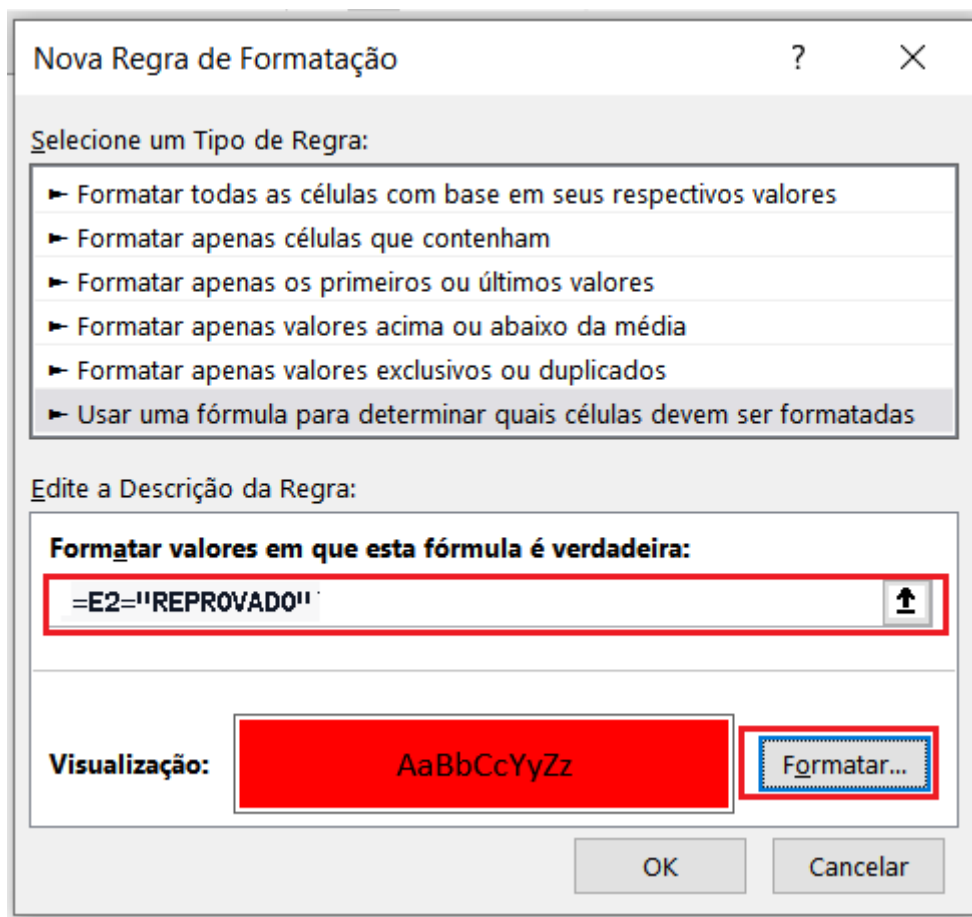 Nova Regra de Formatação ? ×
Selecione um Tipo de Regra:
► Formatar todas as células com base em seus respectivos valores
► Formatar apenas células que contenham
► Formatar apenas os primeiros ou últimos valores
► Formatar apenas valores acima ou abaixo da média
► Formatar apenas valores exclusivos ou duplicados
► Usar uma fórmula para determinar quais células devem ser formatadas
Edite a Descrição da Regra:
Formatar valores em que esta fórmula é verdadeira:
=E2="REPROVADO"
Visualização: AaBbCcYyZz Formatar...
OK Cancelar